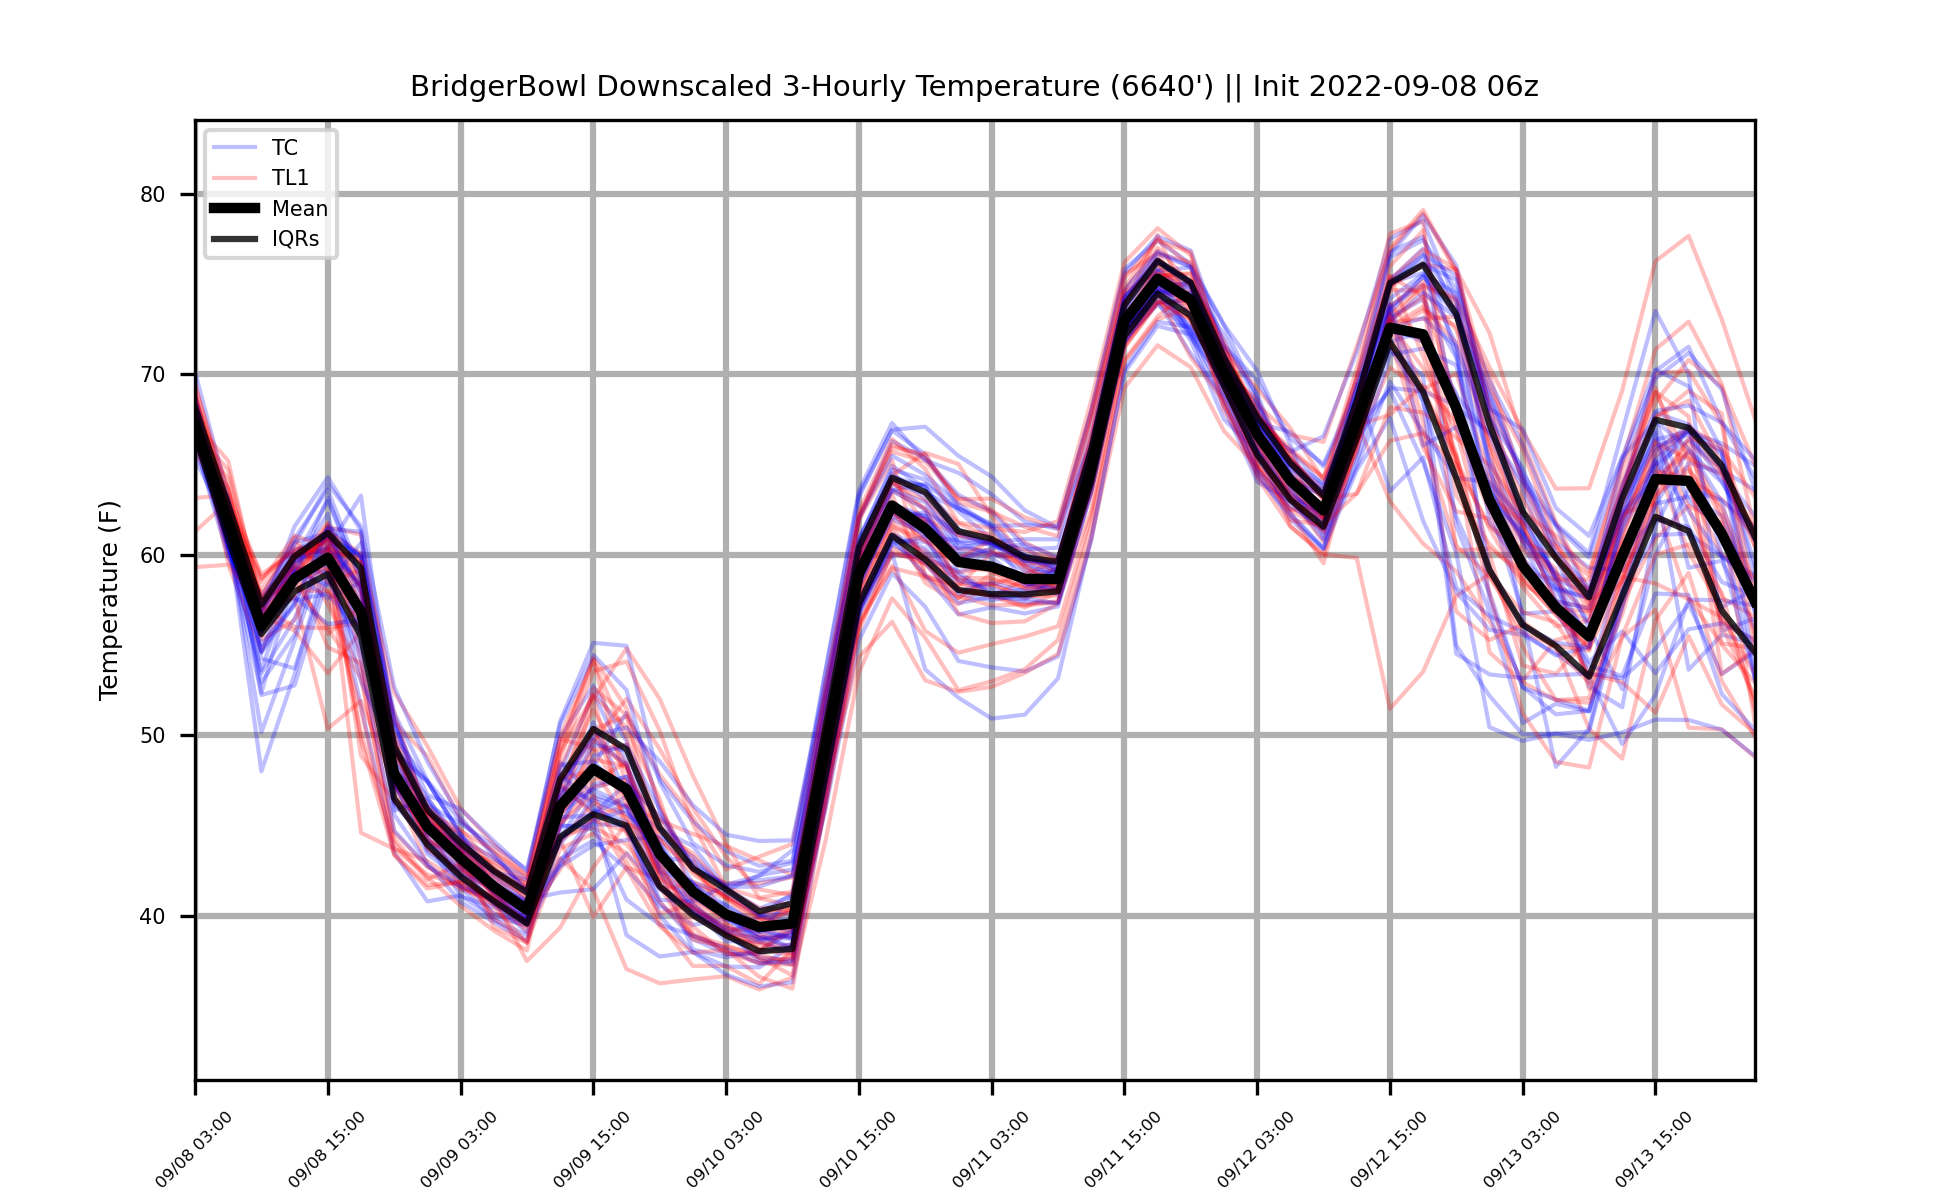 BridgerBowl Downscaled 3-Hourly Temperature (6640') || Init 2022-09-08 06z
TC
TL1
Mean
IQRs
Temperature (F)
80
70
60
50
40
09/08 03:00
09/08 15:00
09/09 03:00
09/09 15:00
09/10 03:00
09/10 15:00
09/11 03:00
09/11 15:00
09/12 03:00
09/12 15:00
09/13 03:00
09/13 15:00